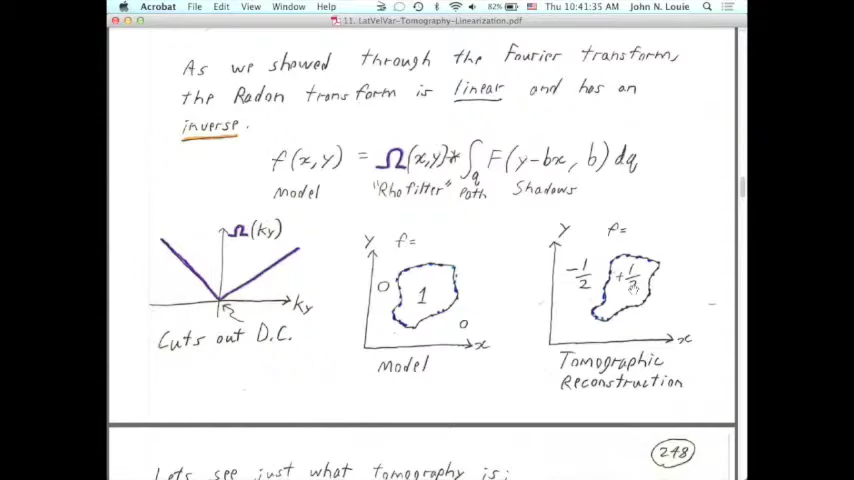 Acrobat File Edit View Window Help
82% Thu 10:41:35 AM John N. Louie
11. LatVelVar-Tomography-Linearization.pdf
As we showed through the Fourier transform,
the Radon transform is linear and has an
inverse.
f(x,y) = Ω(x,y)* ∫q F(y-bx, b) dq
Model "Rho filter" Path Shadows
Ω(ky)
ky
Cuts out D.C.
y f=
0 1 0
x
Model
y f=
-1/2 +1/2
x
Tomographic
Reconstruction
248
Lets see just what tomography is: